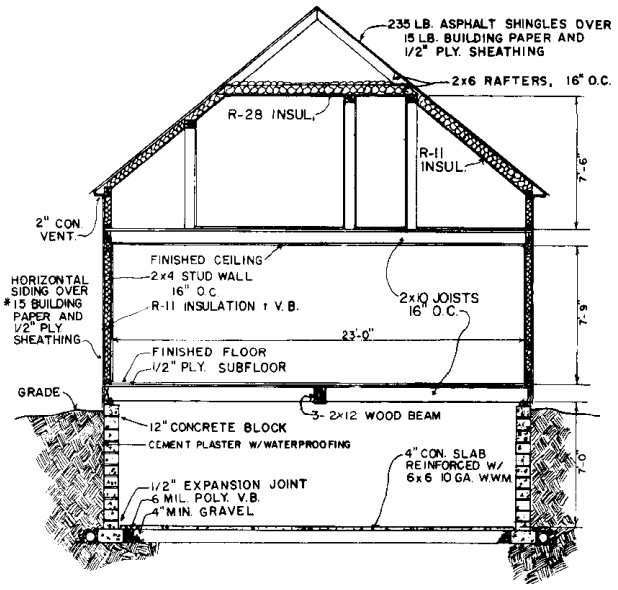 235 LB. ASPHALT SHINGLES OVER
15 LB. BUILDING PAPER AND
1/2" PLY. SHEATHING
2x6 RAFTERS, 16" O.C.
R-28 INSUL,
R-11
INSUL.
7'-6"
2" CON.
VENT.
FINISHED CEILING
2x4 STUD WALL
16" O.C.
R-11 INSULATION & V.B.
HORIZONTAL
SIDING OVER
#15 BUILDING
PAPER AND
1/2" PLY.
SHEATHING
2x10 JOISTS
16" O.C.
7'-9"
23'-0"
FINISHED FLOOR
1/2" PLY. SUBFLOOR
GRADE
3-2x12 WOOD BEAM
12" CONCRETE BLOCK
CEMENT PLASTER W/WATERPROOFING
4" CON. SLAB
REINFORCED W/
6x6 10 GA. W.W.M.
7'-0"
1/2" EXPANSION JOINT
6 MIL. POLY. V.B.
4" MIN. GRAVEL